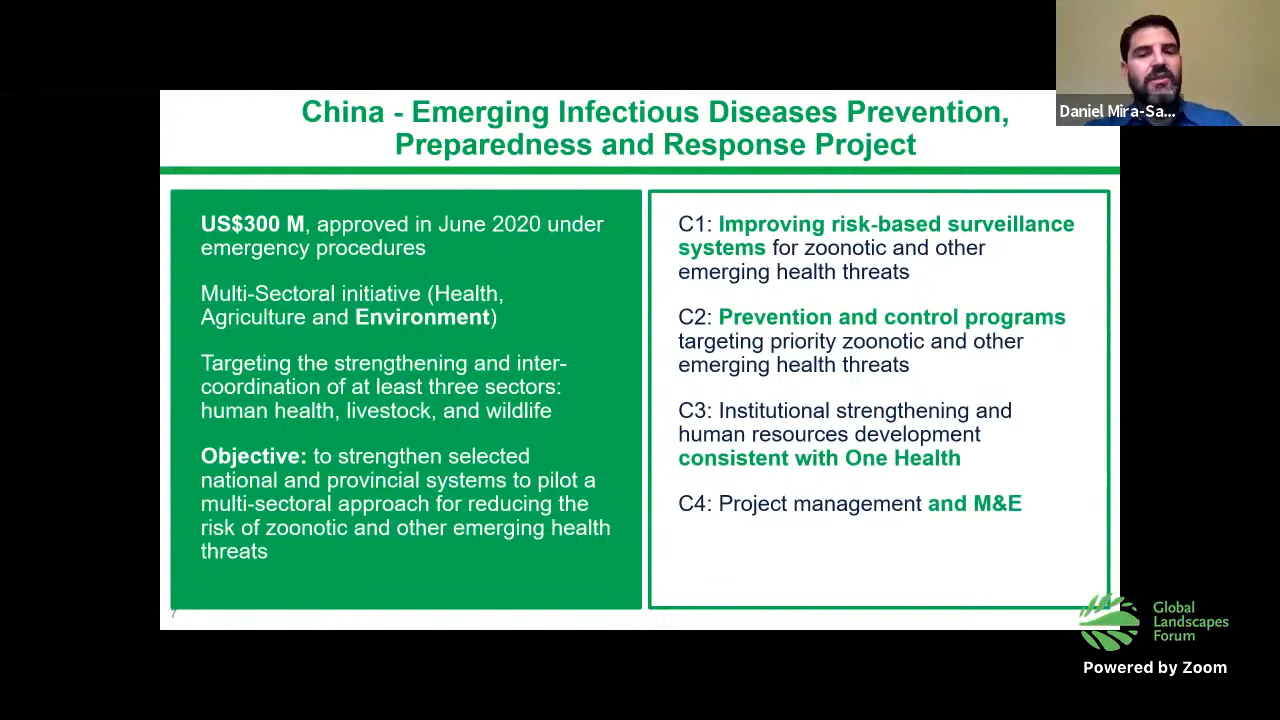 Daniel Mira-Sa...
China - Emerging Infectious Diseases Prevention,
Preparedness and Response Project
US$300 M, approved in June 2020 under
emergency procedures
Multi-Sectoral initiative (Health,
Agriculture and Environment)
Targeting the strengthening and inter-
coordination of at least three sectors:
human health, livestock, and wildlife
Objective: to strengthen selected
national and provincial systems to pilot a
multi-sectoral approach for reducing the
risk of zoonotic and other emerging health
threats
C1: Improving risk-based surveillance
systems for zoonotic and other
emerging health threats
C2: Prevention and control programs
targeting priority zoonotic and other
emerging health threats
C3: Institutional strengthening and
human resources development
consistent with One Health
C4: Project management and M&E
7
Global
Landscapes
Forum
Powered by Zoom